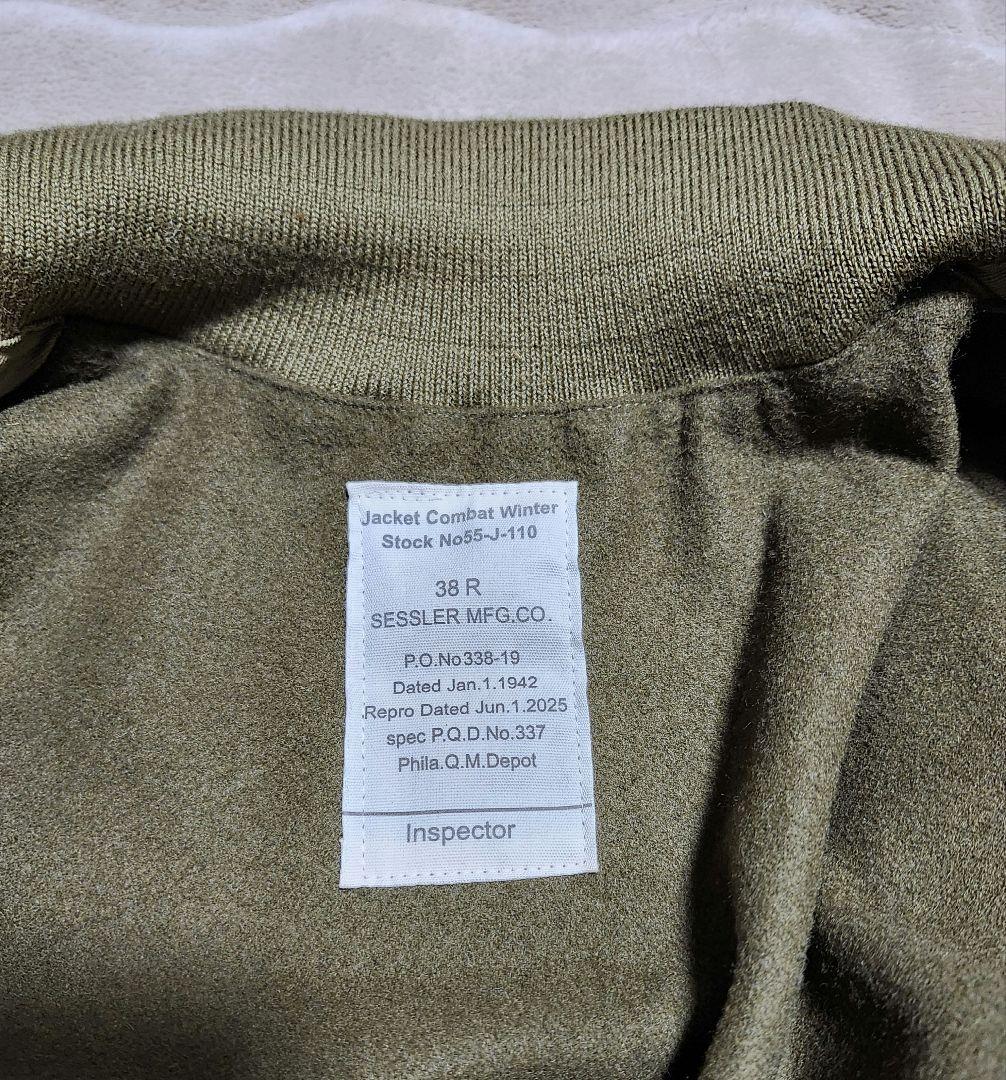 Jacket Combat Winter
Stock No55-J-110
38 R
SESSLER MFG.CO.
P.O.No338-19
Dated Jan.1.1942
Repro Dated Jun.1.2025
spec P.Q.D.No.337
Phila.Q.M.Depot
Inspector